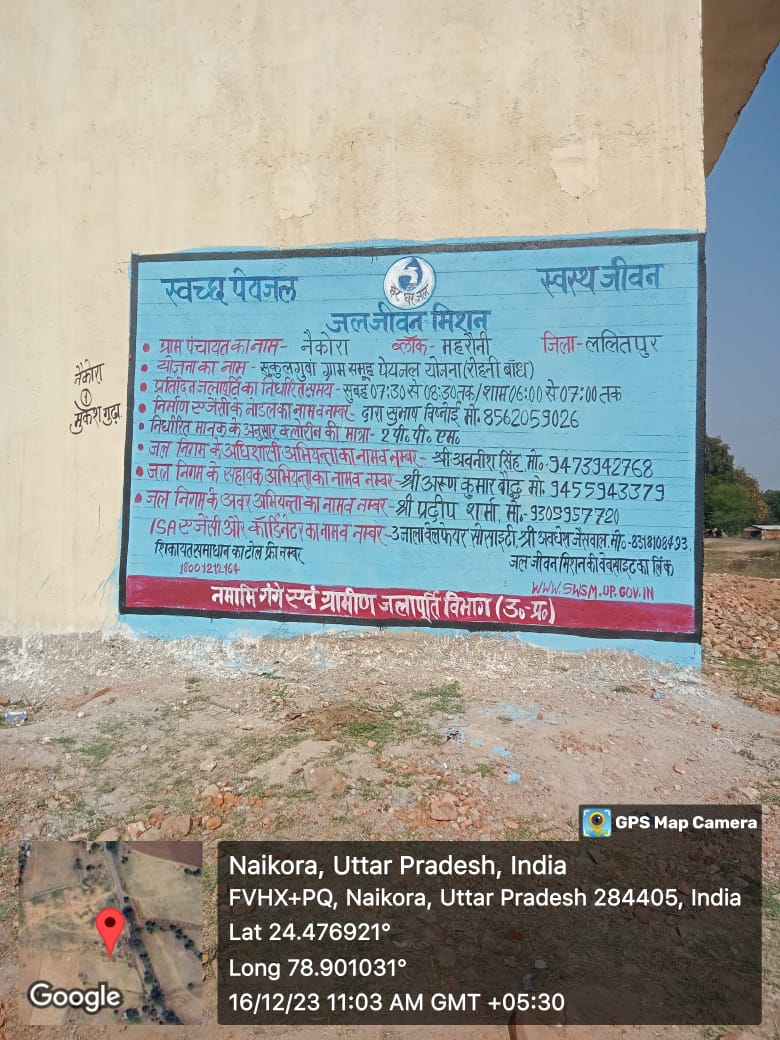 स्वच्छ पेयजल
स्वस्थ जीवन
हर घर जल
जल जीवन मिशन
• ग्राम पंचायत का नाम- नैकोरा ब्लॉक- महरौनी जिला- ललितपुर
• योजना का नाम - सुकुलगुवां ग्राम समूह पेयजल योजना (रोहनी बाँध)
• प्रतिदिन जलापूर्ति का निर्धारित समय - सुबह 07:30 से 08:30 तक/शाम 06:00 से 07:00 तक
• निर्माण एजेंसी के नोडल का नाम व नम्बर- द्वारा सुभाष विष्नोई मो. 8562059026
• निर्धारित मानक के अनुसार क्लोरीन की मात्रा- 2 पी. पी. एम.
• जल निगम के अधिशासी अभियन्ता का नाम व नम्बर- श्री अवनीश सिंह मो.- 9473942768
• जल निगम के सहायक अभियन्ता का नाम व नम्बर- श्री अरुण कुमार मो. 9455943379
• जल निगम के अवर अभियन्ता का नाम व नम्बर- श्री प्रदीप शर्मा, मो.- 9305957720
ISA एजेंसी और कॉर्डिनेटर का नाम व नम्बर- उजाला वेलफेयर सोसाइटी श्री अवधेश जैसवाल मो.- 8318108493
शिकायत समाधान का टोल फ्री नम्बर
18001212164
जल जीवन मिशन की वेबसाइट का लिंक
WWW.SWSM.UP.GOV.IN
नमामि गंगे एवं ग्रामीण जलापूर्ति विभाग (उ.प्र.)
नैकोरा
1
मुकेश गुढ़ा
GPS Map Camera
Naikora, Uttar Pradesh, India
FVHX+PQ, Naikora, Uttar Pradesh 284405, India
Lat 24.476921°
Long 78.901031°
16/12/23 11:03 AM GMT +05:30
Google